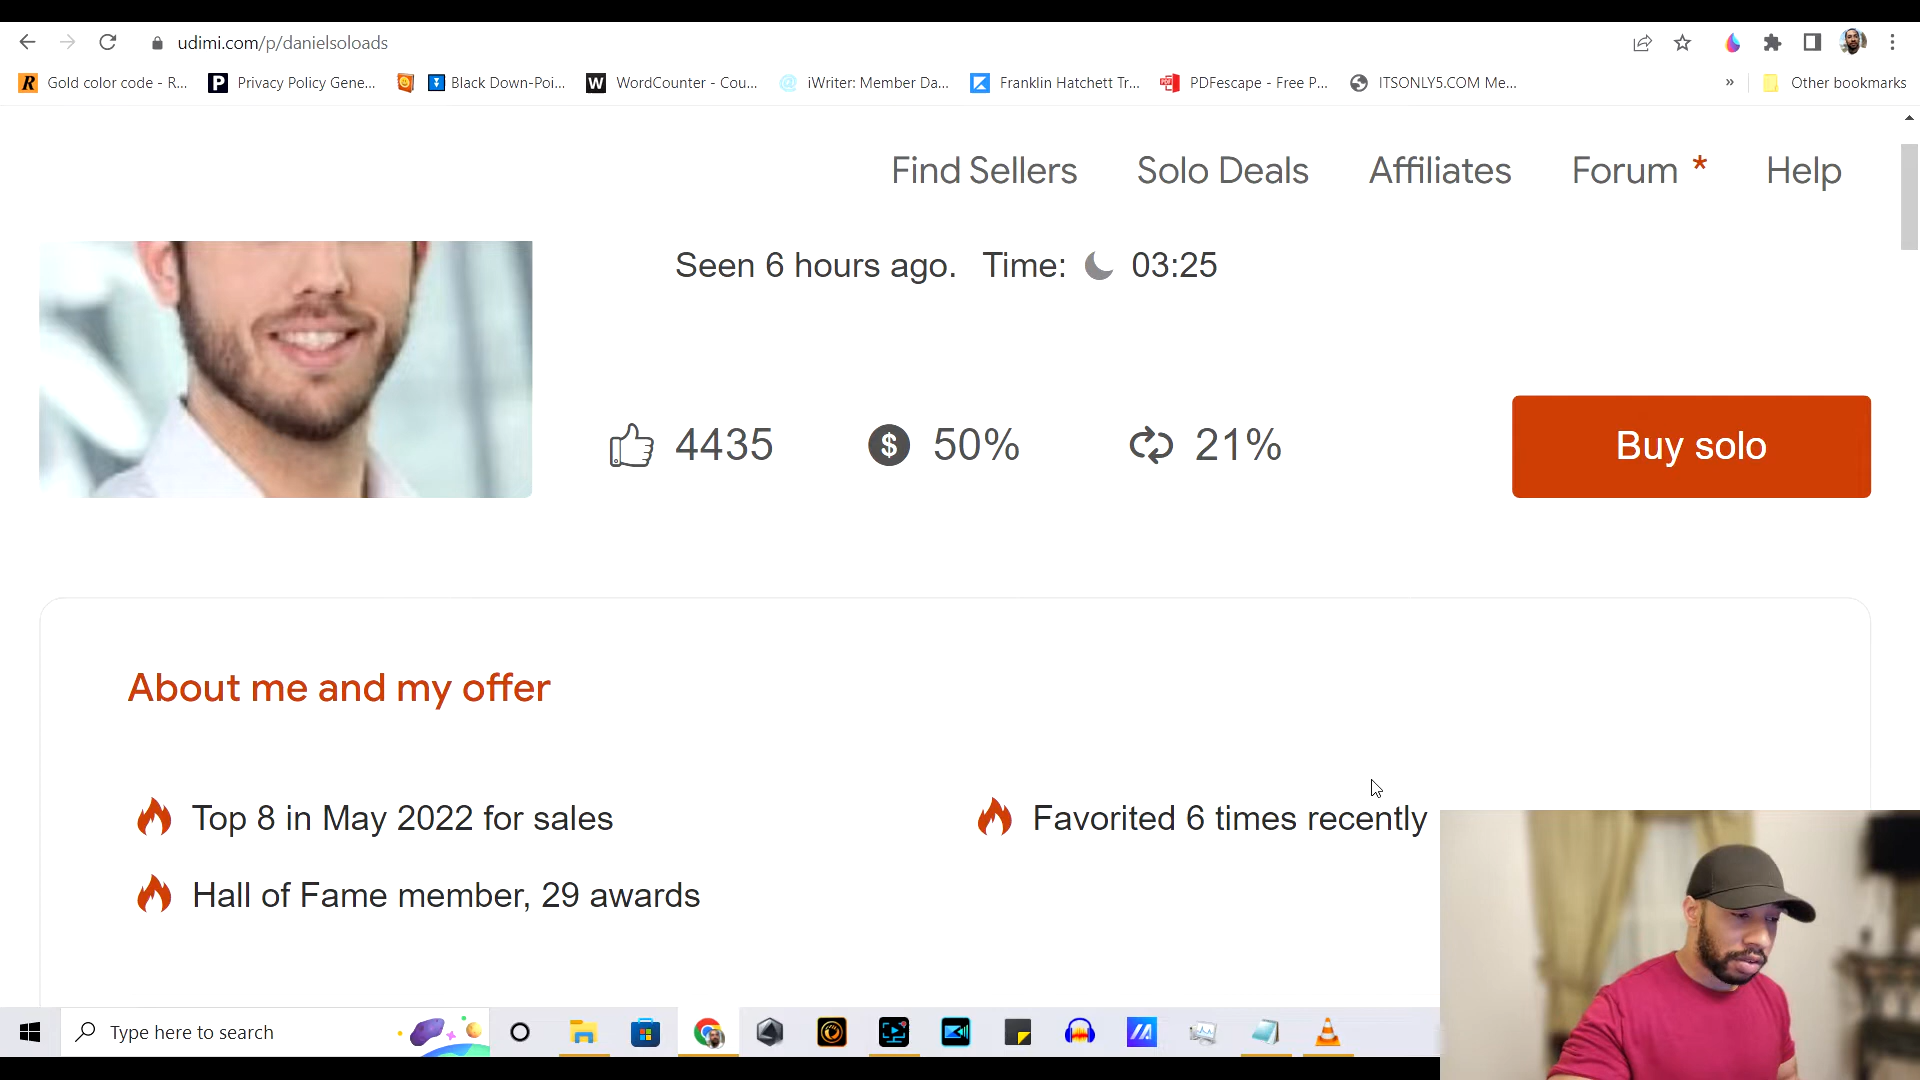 udimi.com/p/danielsoloads
Gold color code - R... Privacy Policy Gene... Black Down-Poi... WordCounter - Cou... iWriter: Member Da... Franklin Hatchett Tr... PDFescape - Free P... ITSONLY5.COM Me... » Other bookmarks
Find Sellers Solo Deals Affiliates Forum * Help
Seen 6 hours ago. Time: 03:25
4435 50% 21% Buy solo
About me and my offer
Top 8 in May 2022 for sales Favorited 6 times recently
Hall of Fame member, 29 awards
Type here to search